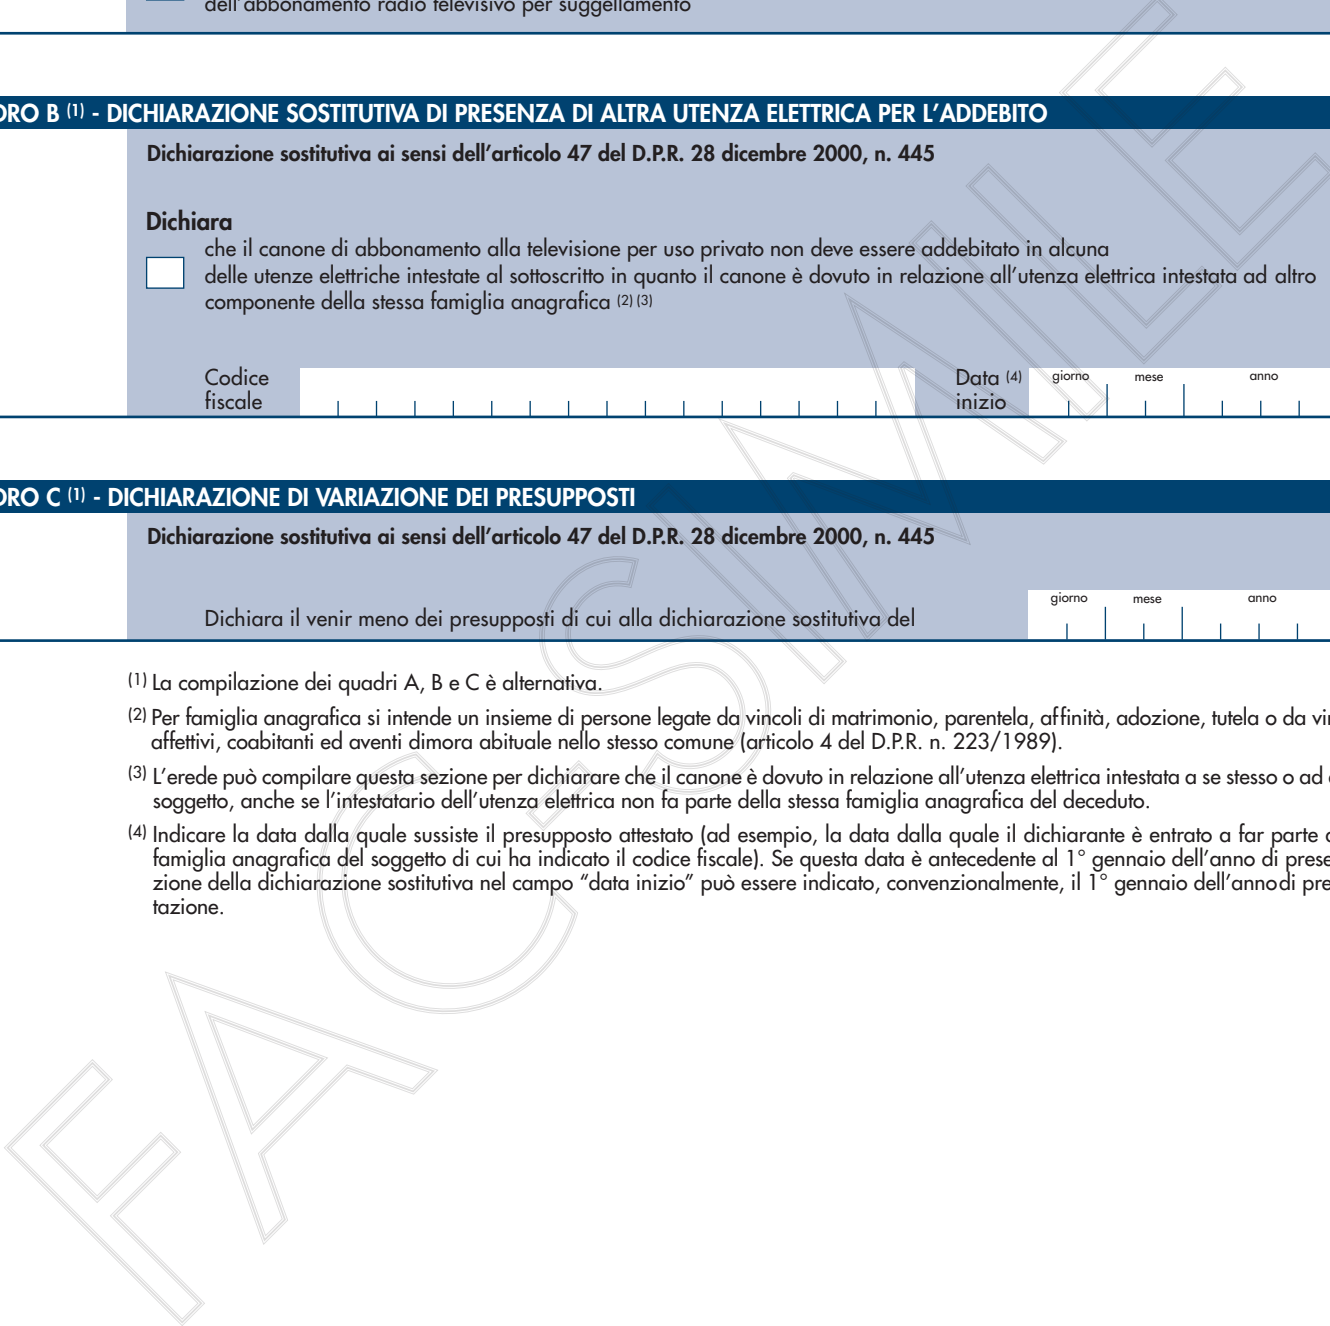 dell'abbonamento radio televisivo per suggellamento
DRO B (1) - DICHIARAZIONE SOSTITUTIVA DI PRESENZA DI ALTRA UTENZA ELETTRICA PER L'ADDEBITO
Dichiarazione sostitutiva ai sensi dell'articolo 47 del D.P.R. 28 dicembre 2000, n. 445
Dichiara
che il canone di abbonamento alla televisione per uso privato non deve essere addebitato in alcuna
delle utenze elettriche intestate al sottoscritto in quanto il canone è dovuto in relazione all'utenza elettrica intestata ad altro
componente della stessa famiglia anagrafica (2) (3)
Codice fiscale
Data (4) inizio
giorno mese anno
DRO C (1) - DICHIARAZIONE DI VARIAZIONE DEI PRESUPPOSTI
Dichiarazione sostitutiva ai sensi dell'articolo 47 del D.P.R. 28 dicembre 2000, n. 445
giorno mese anno
Dichiara il venir meno dei presupposti di cui alla dichiarazione sostitutiva del
(1) La compilazione dei quadri A, B e C è alternativa.
(2) Per famiglia anagrafica si intende un insieme di persone legate da vincoli di matrimonio, parentela, affinità, adozione, tutela o da vin
affettivi, coabitanti ed aventi dimora abituale nello stesso comune (articolo 4 del D.P.R. n. 223/1989).
(3) L'erede può compilare questa sezione per dichiarare che il canone è dovuto in relazione all'utenza elettrica intestata a se stesso o ad
soggetto, anche se l'intestatario dell'utenza elettrica non fa parte della stessa famiglia anagrafica del deceduto.
(4) Indicare la data dalla quale sussiste il presupposto attestato (ad esempio, la data dalla quale il dichiarante è entrato a far parte
famiglia anagrafica del soggetto di cui ha indicato il codice fiscale). Se questa data è antecedente al 1° gennaio dell'anno di prese
zione della dichiarazione sostitutiva nel campo "data inizio" può essere indicato, convenzionalmente, il 1° gennaio dell'anno di pre
tazione.
FAC-SIMILE